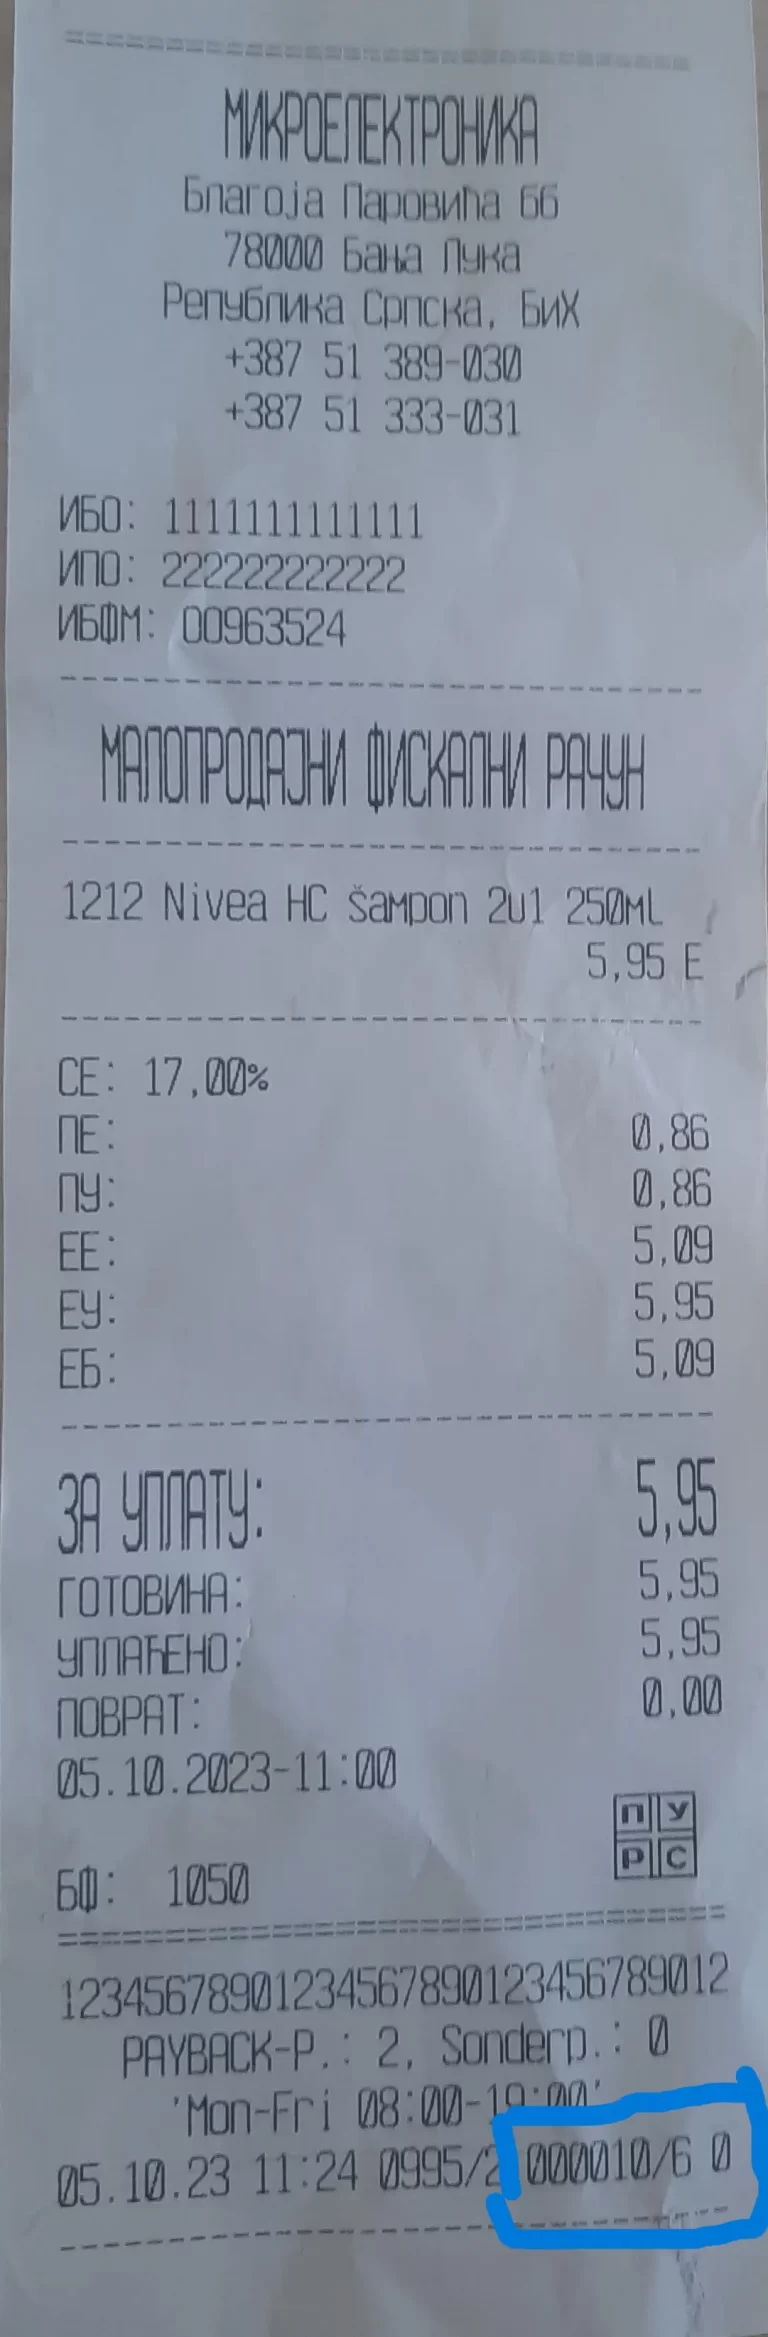 МИКРОЕЛЕКТРОНИКА
Благоја Паровића 66
78000 Бања Лука
Република Српска, БиХ
+387 51 389-030
+387 51 333-031
ИБО: 1111111111111
ИПО: 222222222222
ИБФМ: 00963524
МАЛОПРОДАЈНИ ФИСКАЛНИ РАЧУН
1212 Nivea HC šampon 2u1 250mL
5,95 Е
СЕ: 17,00%
ПЕ: 0,86
ПУ: 0,86
ЕЕ: 5,09
ЕУ: 5,95
ЕБ: 5,09
ЗА УПЛАТУ: 5,95
ГОТОВИНА: 5,95
УПЛАЋЕНО: 5,95
ПОВРАТ: 0,00
05.10.2023-11:00
ПУ
РС
БФ: 1050
12345678901234567890123456789012
PAYBACK-P.: 2, Sonderp.: 0
'Mon-Fri 08:00-19:00'
05.10.23 11:24 0995/2 000010/6 0